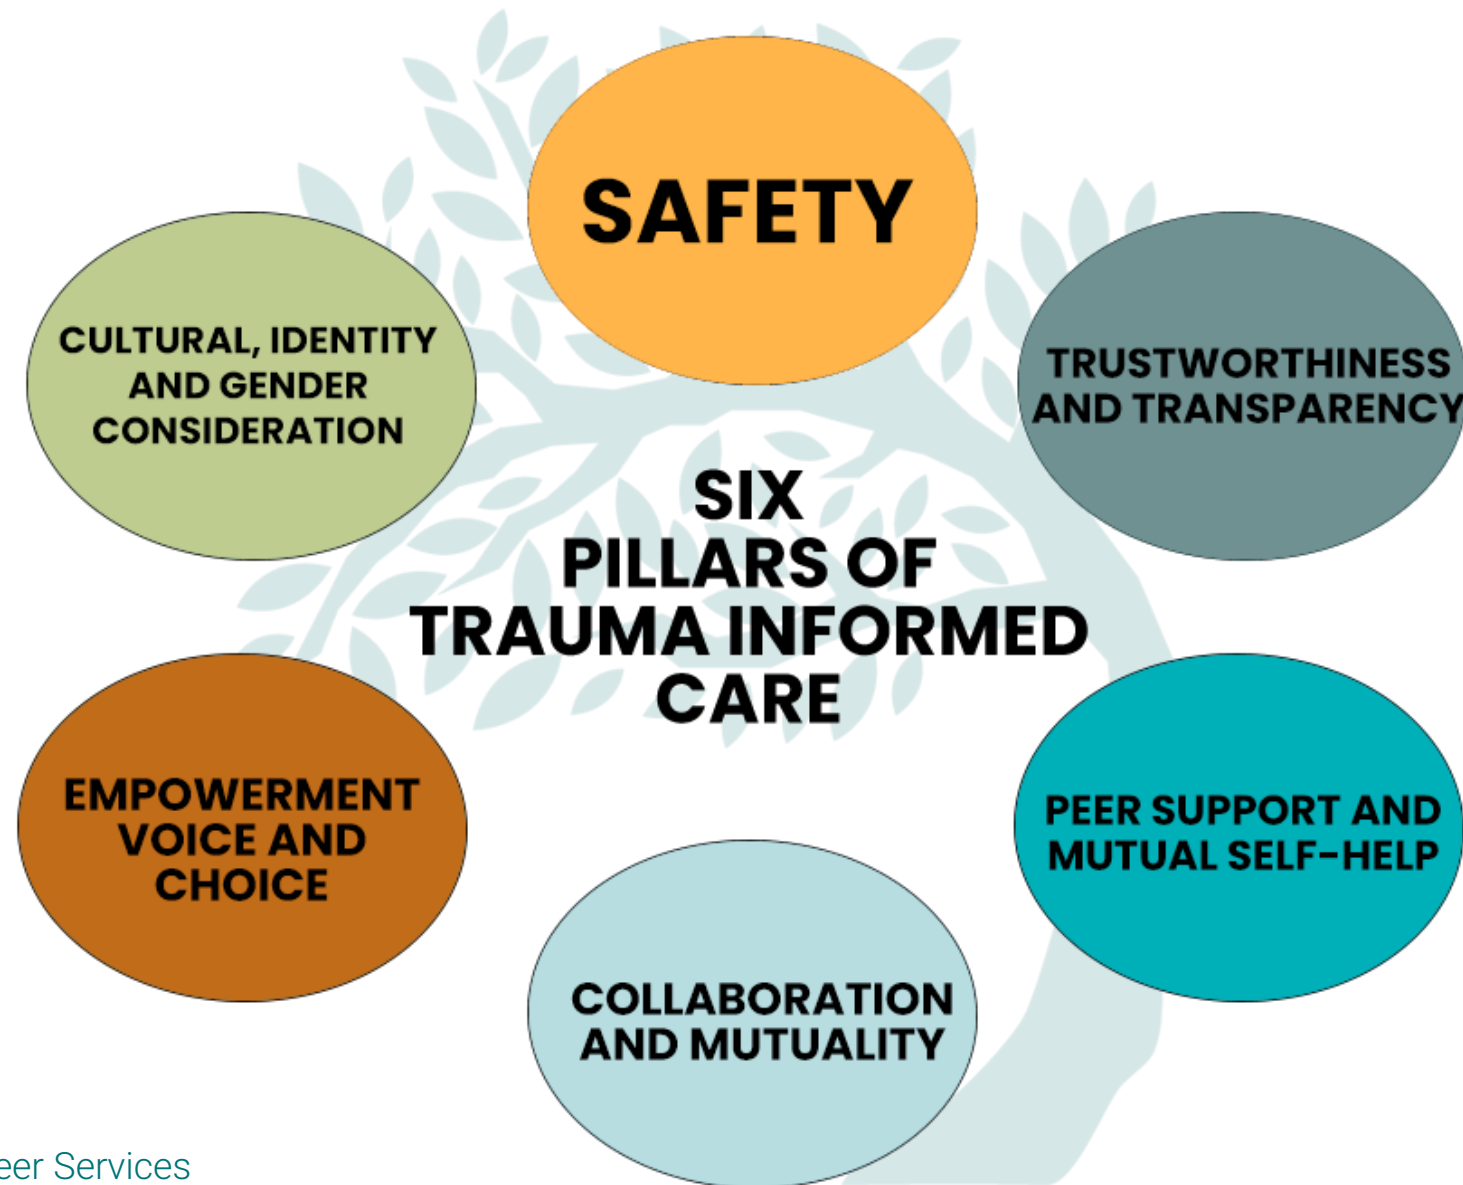 SAFETY
CULTURAL, IDENTITY
AND GENDER
CONSIDERATION
TRUSTWORTHINESS
AND TRANSPARENCY
SIX
PILLARS OF
TRAUMA INFORMED
CARE
EMPOWERMENT
VOICE AND
CHOICE
PEER SUPPORT AND
MUTUAL SELF-HELP
COLLABORATION
AND MUTUALITY
Services